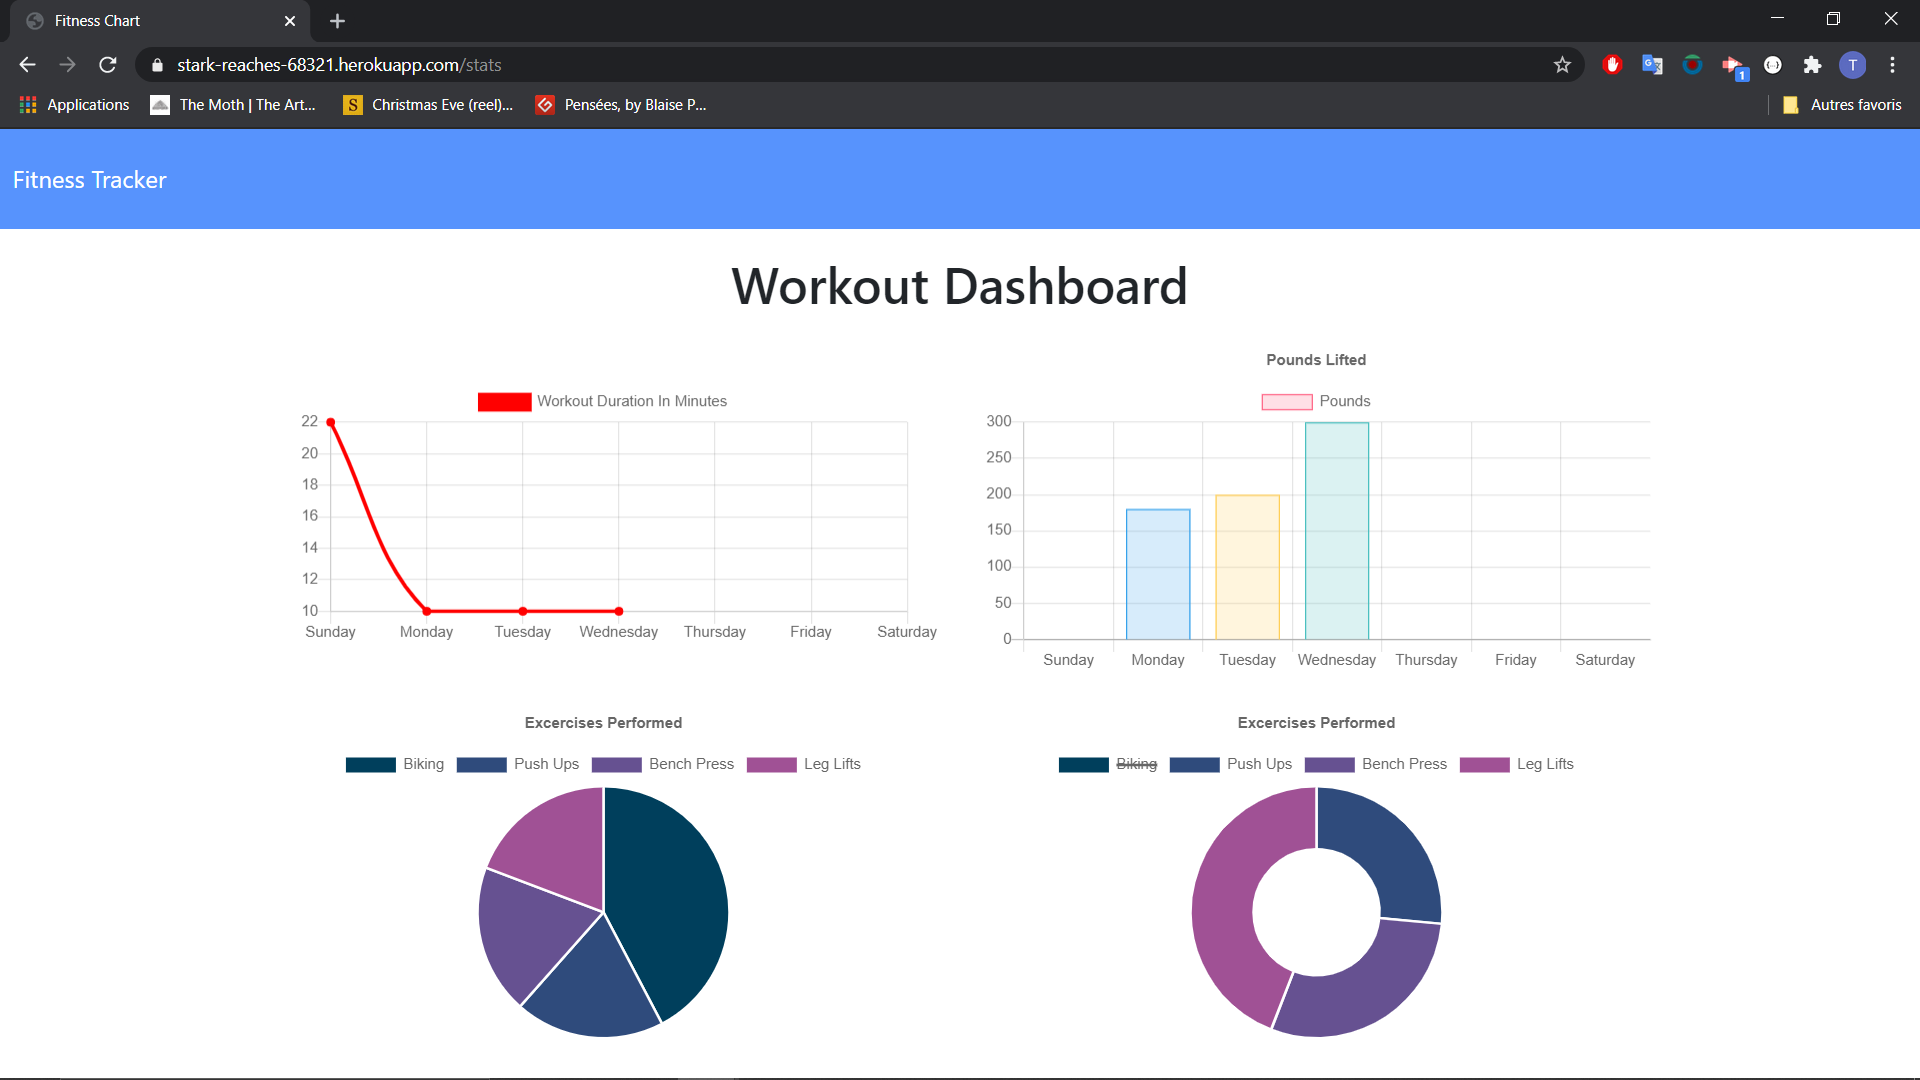 Fitness Chart
stark-reaches-68321.herokuapp.com/stats
1
T
Applications
The Moth | The Art...
S
Christmas Eve (reel)...
Pensées, by Blaise P...
Autres favoris
Fitness Tracker
Workout Dashboard
Workout Duration In Minutes
22
20
18
16
14
12
10
Sunday Monday Tuesday Wednesday Thursday Friday Saturday
Pounds Lifted
Pounds
300
250
200
150
100
50
0
Sunday Monday Tuesday Wednesday Thursday Friday Saturday
Excercises Performed
Biking Push Ups Bench Press Leg Lifts
Excercises Performed
Biking Push Ups Bench Press Leg Lifts